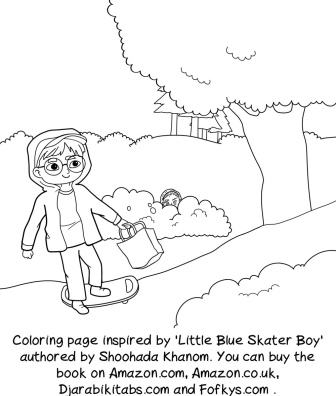 Coloring page inspired by 'Little Blue Skater Boy'
authored by Shoohada Khanom. You can buy the
book on Amazon.com, Amazon.co.uk,
Djarabikitabs.com and Fofkys.com .